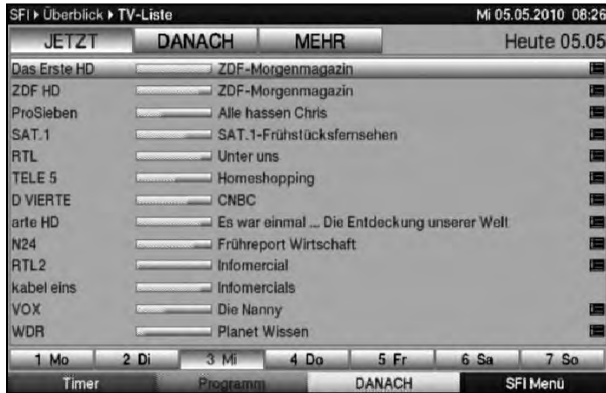 SFI ▸ Überblick ▸ TV-Liste Mi 05.05.2010 08:26
JETZT DANACH MEHR Heute 05.05
Das Erste HD ZDF-Morgenmagazin
ZDF HD ZDF-Morgenmagazin
ProSieben Alle hassen Chris
SAT.1 SAT.1-Frühstücksfernsehen
RTL Unter uns
TELE 5 Homeshopping
D VIERTE CNBC
arte HD Es war einmal ... Die Entdeckung unserer Welt
N24 Frühreport Wirtschaft
RTL2 Infomercial
kabel eins Infomercials
VOX Die Nanny
WDR Planet Wissen
1 Mo 2 Di 3 Mi 4 Do 5 Fr 6 Sa 7 So
Timer Programm DANACH SFI Menü